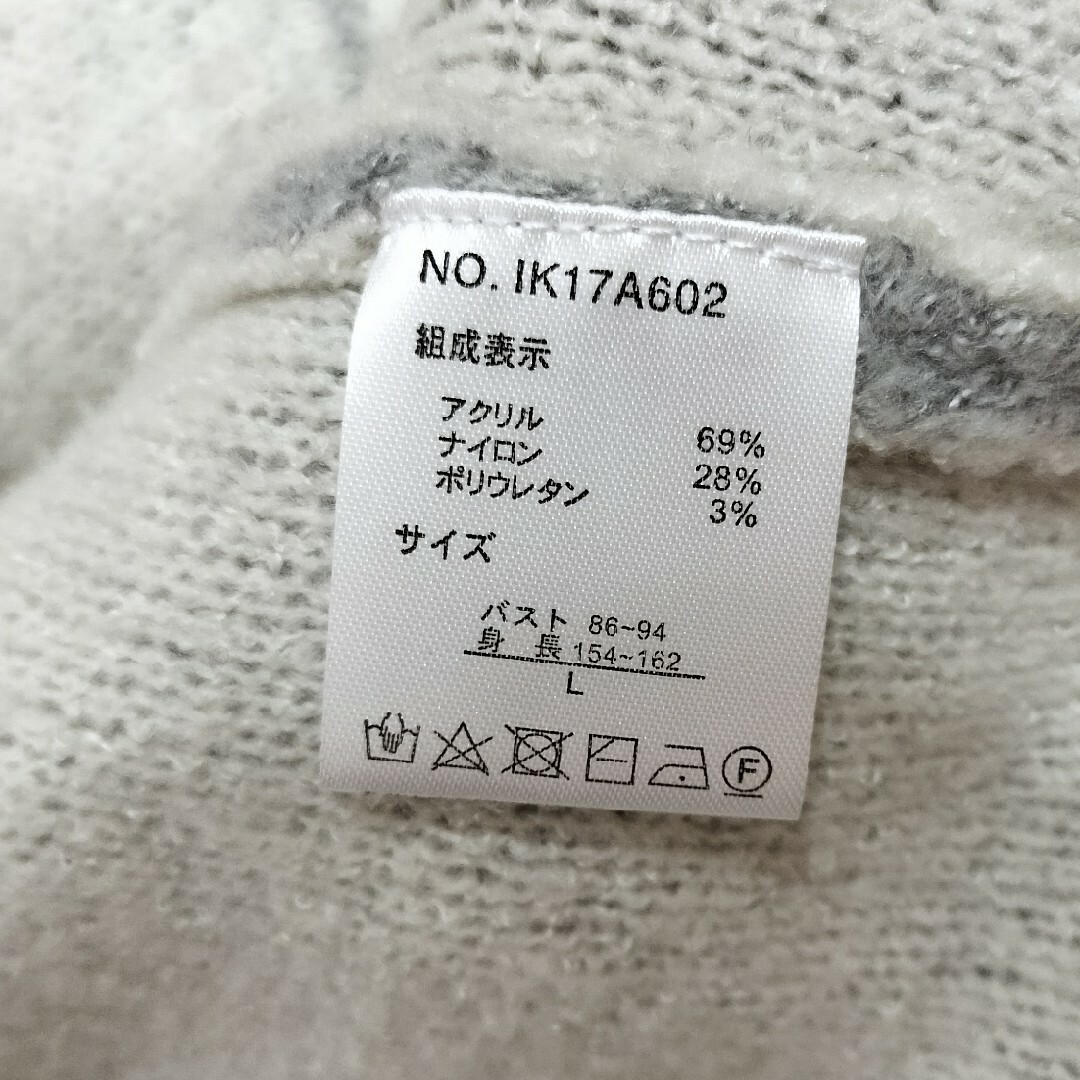 NO. IK17A602
組成表示
アクリル 69%
ナイロン 28%
ポリウレタン 3%
サイズ
バスト 86~94
身 長 154~162
L
F